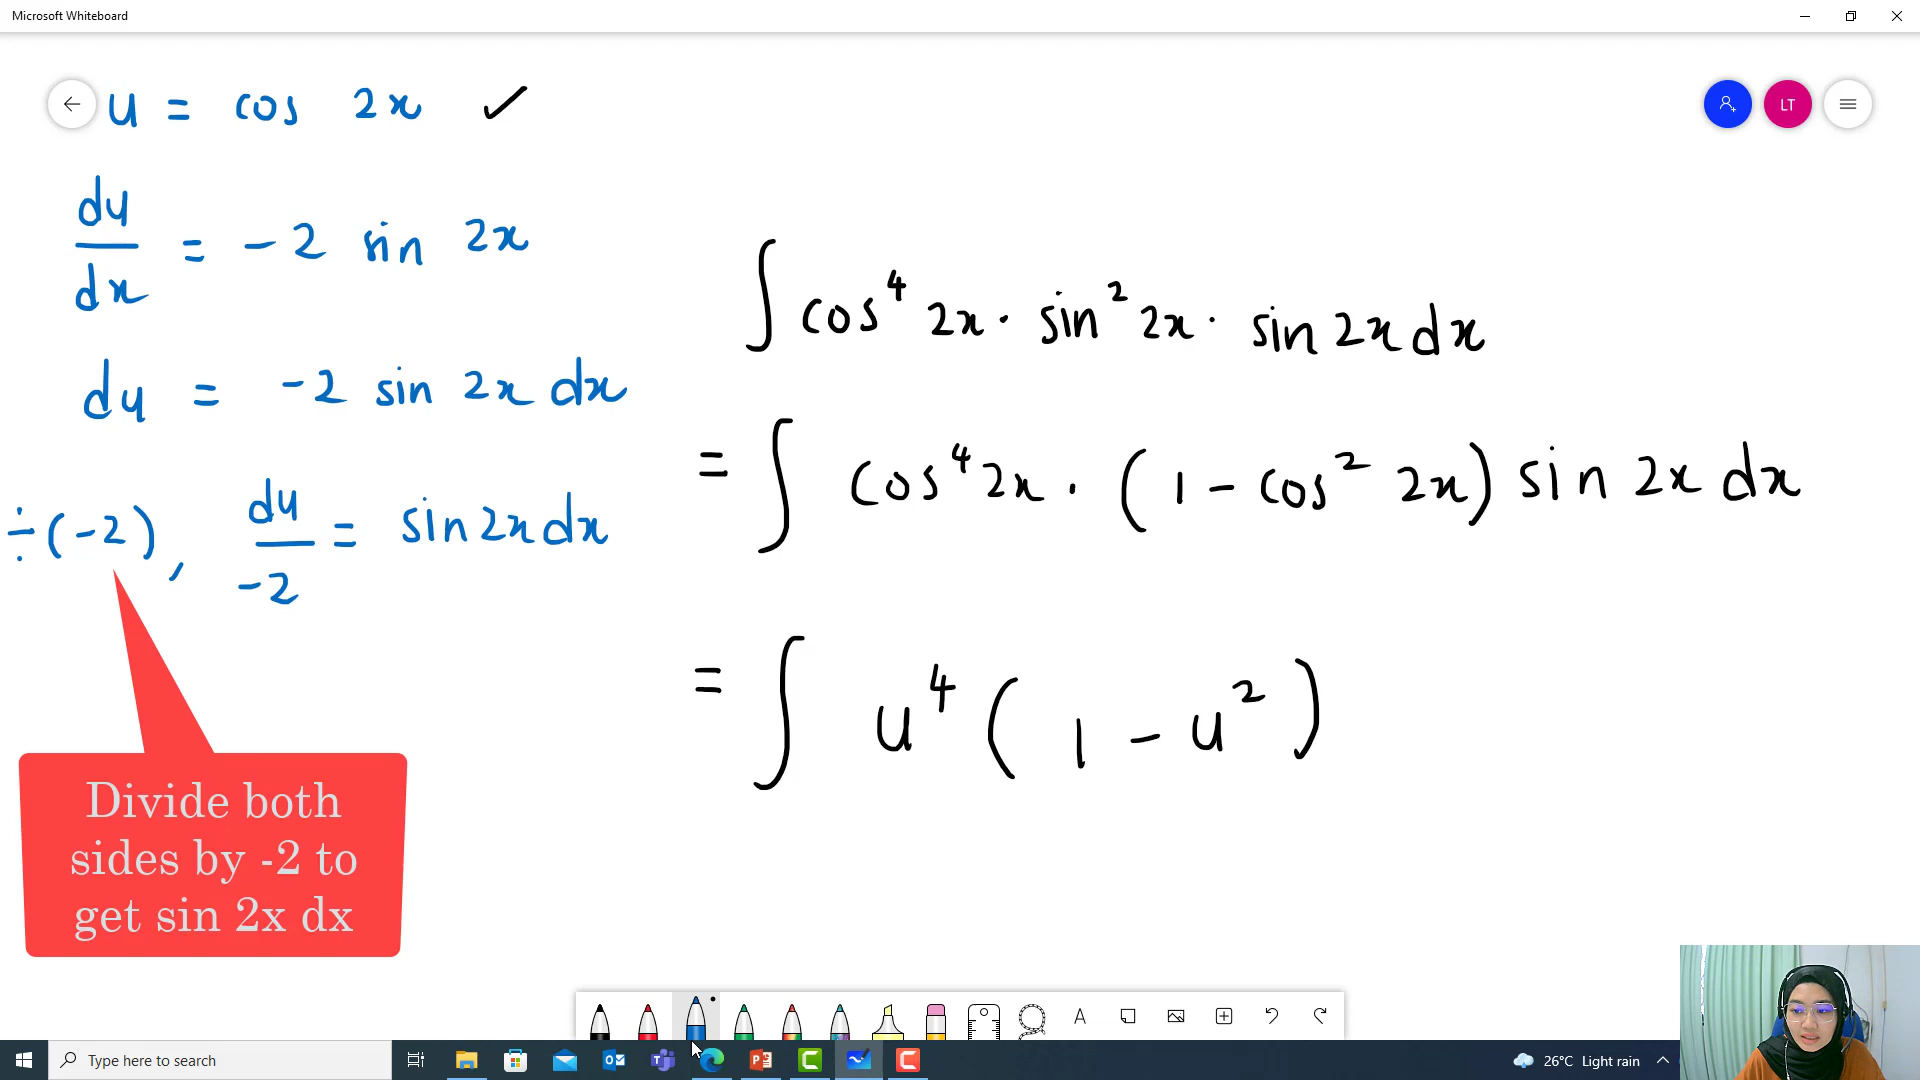 Microsoft Whiteboard
u = cos 2x ✓
LT
du/dx = -2 sin 2x
du = -2 sin 2x dx
÷(-2), du/-2 = sin 2x dx
∫ cos⁴ 2x · sin² 2x · sin 2x dx
= ∫ cos⁴ 2x · (1 - cos² 2x) sin 2x dx
= ∫ u⁴ (1 - u²)
Divide both
sides by -2 to
get sin 2x dx
Type here to search
26°C Light rain